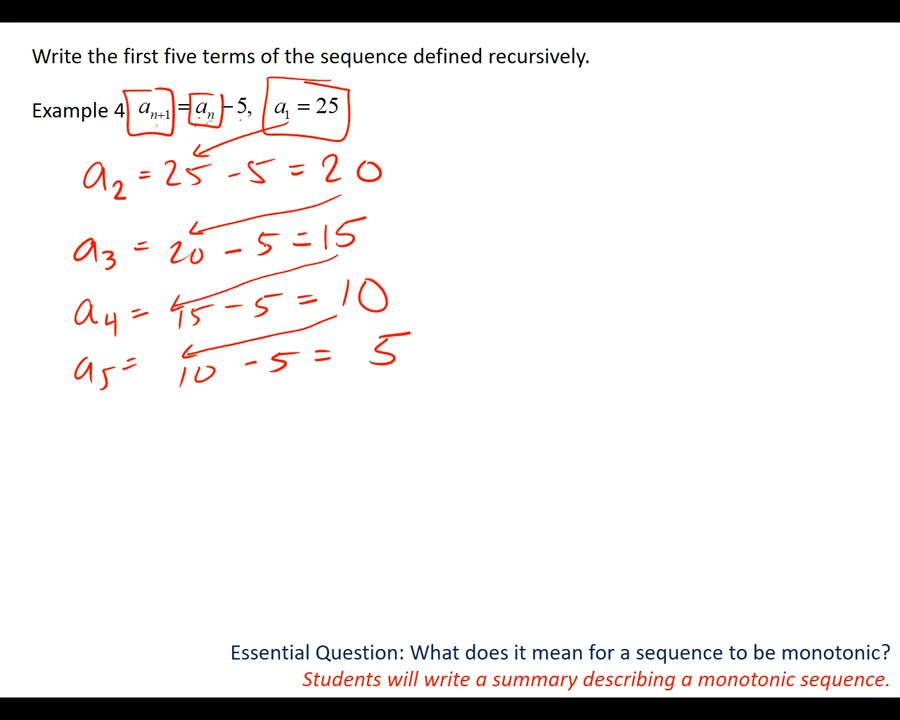 Write the first five terms of the sequence defined recursively.
Example 4 aₙ₊₁ = aₙ − 5, a₁ = 25
a₂ = 25 - 5 = 20
a₃ = 20 - 5 = 15
a₄ = 15 - 5 = 10
a₅ = 10 - 5 = 5
Essential Question: What does it mean for a sequence to be monotonic?
Students will write a summary describing a monotonic sequence.